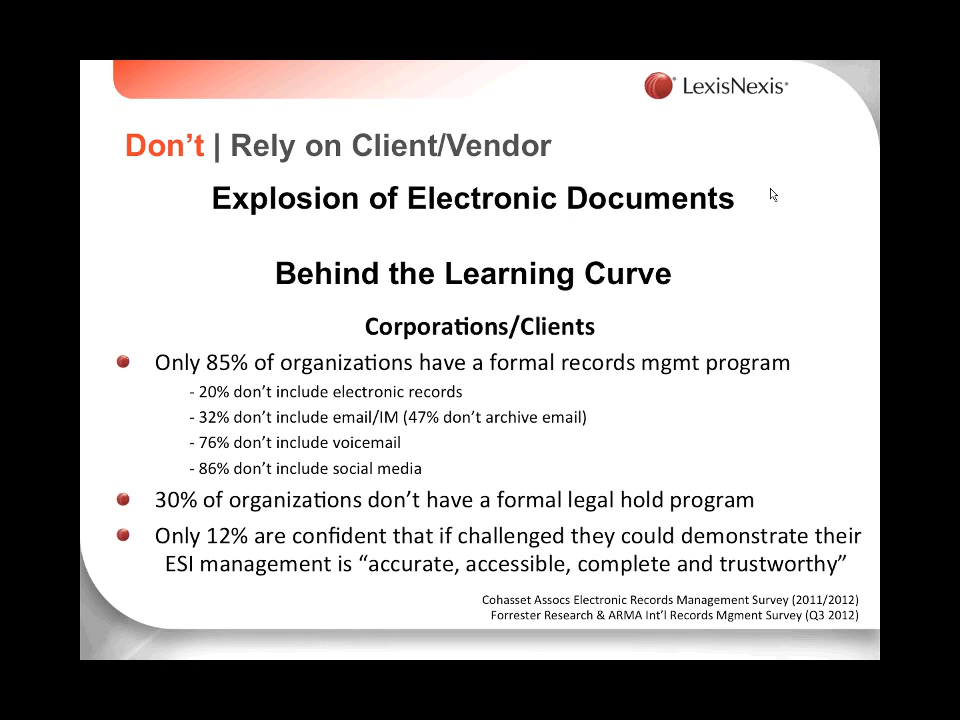 LexisNexis®
Don’t | Rely on Client/Vendor
Explosion of Electronic Documents
Behind the Learning Curve
Corporations/Clients
Only 85% of organizations have a formal records mgmt program
- 20% don’t include electronic records
- 32% don’t include email/IM (47% don’t archive email)
- 76% don’t include voicemail
- 86% don’t include social media
30% of organizations don’t have a formal legal hold program
Only 12% are confident that if challenged they could demonstrate their
ESI management is “accurate, accessible, complete and trustworthy”
Cohasset Assocs Electronic Records Management Survey (2011/2012)
Forrester Research & ARMA Int’l Records Mgment Survey (Q3 2012)